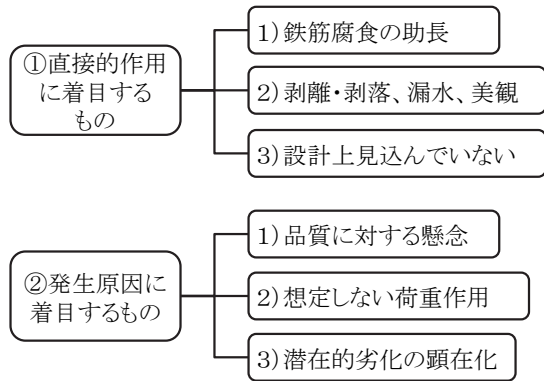 ①直接的作用
に着目する
もの
1)鉄筋腐食の助長
2)剥離・剥落、漏水、美観
3)設計上見込んでいない
②発生原因に
着目するもの
1)品質に対する懸念
2)想定しない荷重作用
3)潜在的劣化の顕在化